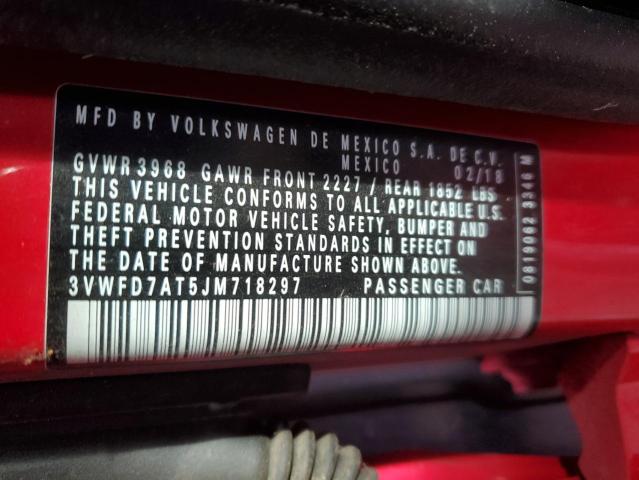 MFD BY VOLKSWAGEN DE MEXICO S.A. DE C.V.
MEXICO 02/18
GVWR 3968 GAWR FRONT 2227 / REAR 1852 LBS
THIS VEHICLE CONFORMS TO ALL APPLICABLE U.S.
FEDERAL MOTOR VEHICLE SAFETY, BUMPER AND
THEFT PREVENTION STANDARDS IN EFFECT ON
THE DATE OF MANUFACTURE SHOWN ABOVE.
3VWFD7AT5JM718297 PASSENGER CAR
0819062 3346 M